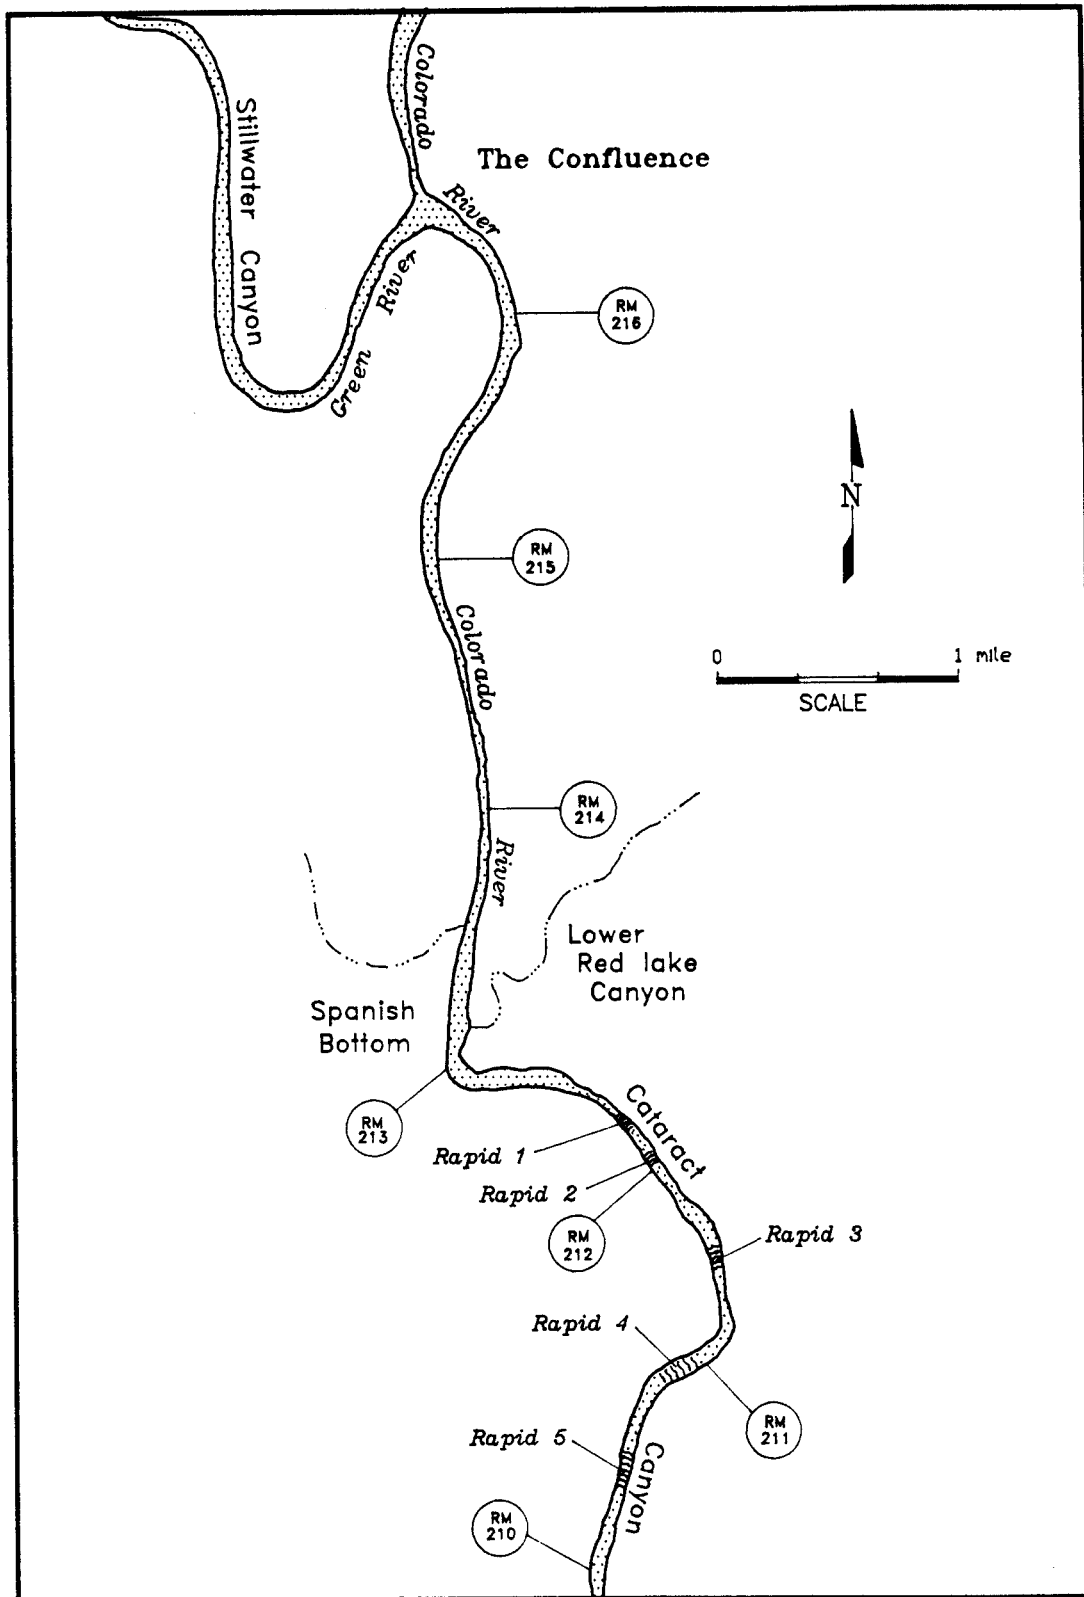 Colorado
River
Stillwater Canyon
The Confluence
Green River
RM
216
RM
215
N
0 1 mile
SCALE
Colorado
River
RM
214
Lower
Red lake
Canyon
Spanish
Bottom
RM
213
Cataract
Canyon
Rapid 1
Rapid 2
RM
212
Rapid 3
Rapid 4
RM
211
Rapid 5
RM
210